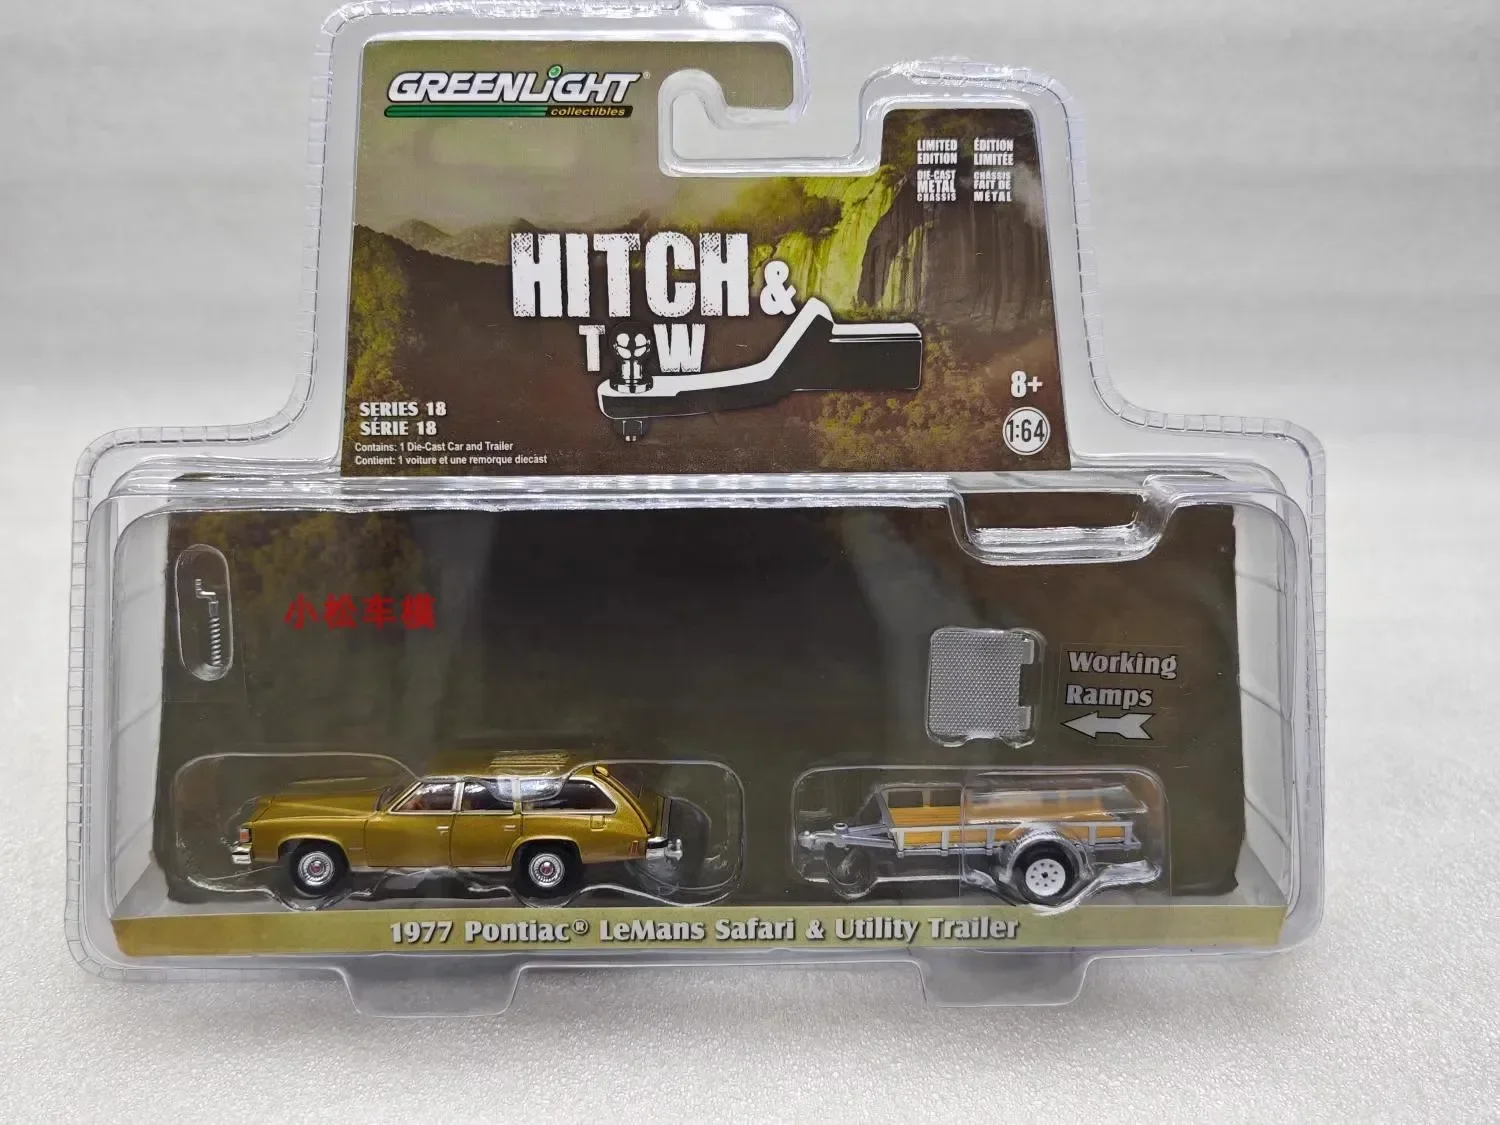 GREENLiGHT®
collectibles
LIMITED EDITION
DIE-CAST METAL CHASSIS
ÉDITION LIMITÉE
CHÂSSIS FAIT DE MÉTAL
HITCH &
TOW
8+
1:64
SERIES 18
SÉRIE 18
Contains: 1 Die-Cast Car and Trailer
Contient: 1 voiture et une remorque diecast
小松车模
Working
Ramps
1977 Pontiac® LeMans Safari & Utility Trailer